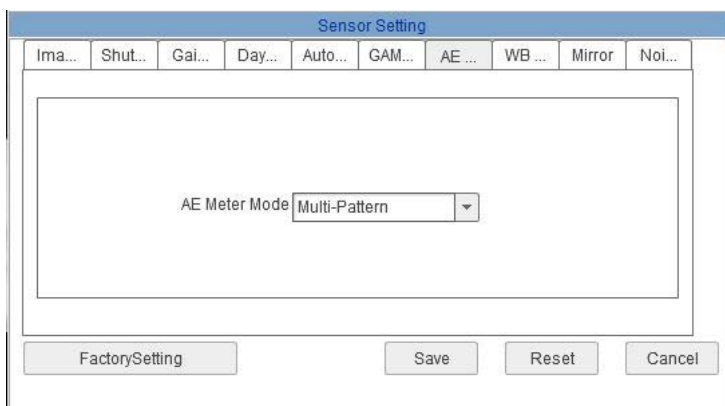 Sensor Setting
Ima... Shut... Gai... Day... Auto... GAM... AE ... WB ... Mirror Noi...
AE Meter Mode Multi-Pattern
FactorySetting Save Reset Cancel